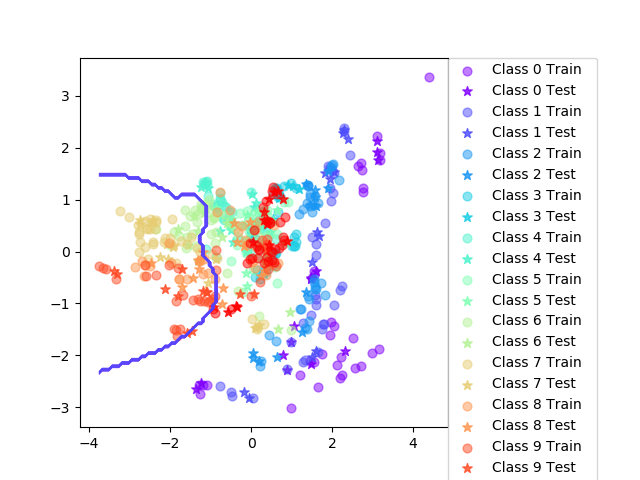 3
2
1
0
−1
−2
−3
−4
−2
0
2
4
Class 0 Train
Class 0 Test
Class 1 Train
Class 1 Test
Class 2 Train
Class 2 Test
Class 3 Train
Class 3 Test
Class 4 Train
Class 4 Test
Class 5 Train
Class 5 Test
Class 6 Train
Class 6 Test
Class 7 Train
Class 7 Test
Class 8 Train
Class 8 Test
Class 9 Train
Class 9 Test